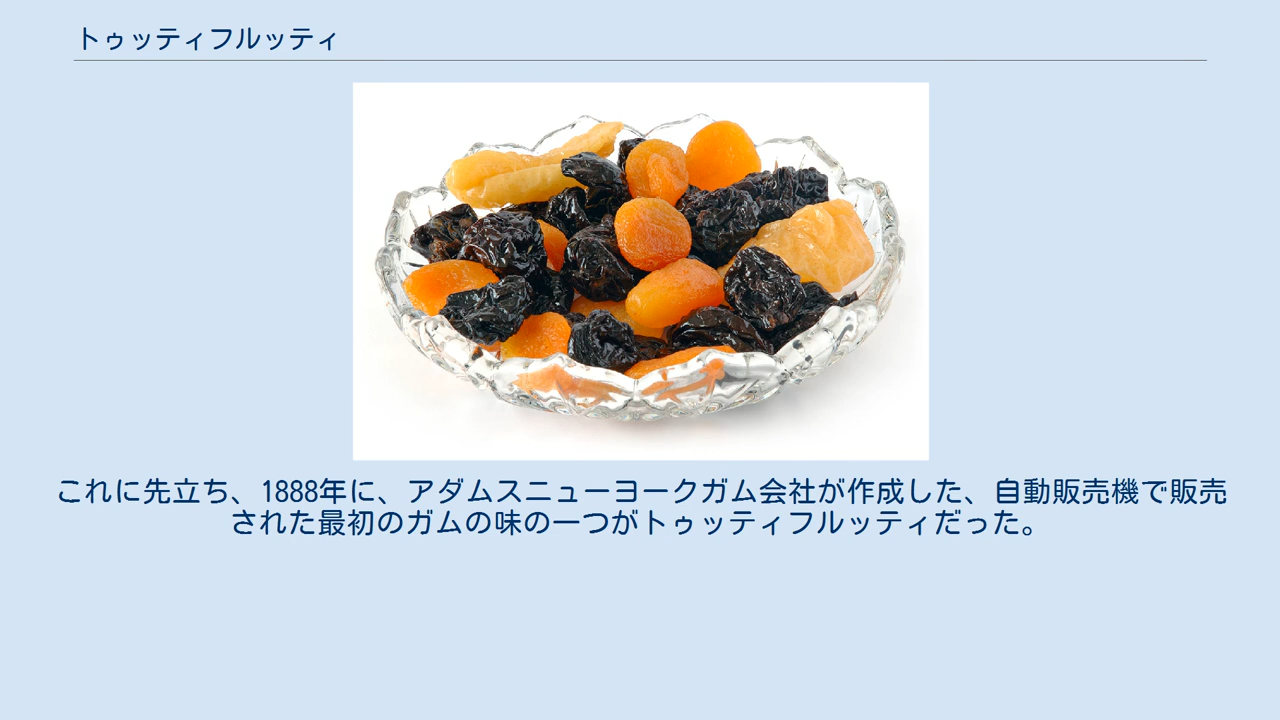 トゥッティフルッティ
これに先立ち、1888年に、アダムスニューヨークガム会社が作成した、自動販売機で販売
された最初のガムの味の一つがトゥッティフルッティだった。